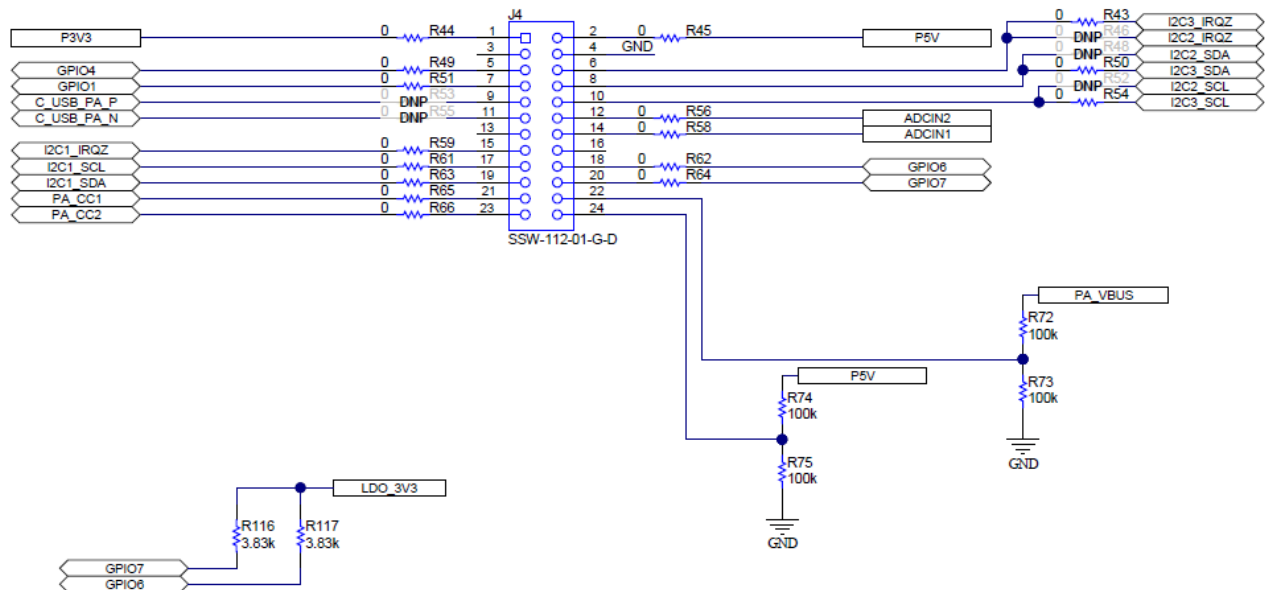 J4
0 R43 I2C3_IRQZ
P3V3 0 R44 1 2 0 R45 P5V 0 DNP R46 I2C2_IRQZ
3 4 GND 0 DNP R48 I2C2_SDA
GPIO4 0 R49 5 6 0 R50 I2C3_SDA
GPIO1 0 R51 7 8 0 DNP R52 I2C2_SCL
C_USB_PA_P 0 DNP R53 9 10 0 R54 I2C3_SCL
C_USB_PA_N 0 DNP R55 11 12 0 R56 ADCIN2
13 14 0 R58 ADCIN1
I2C1_IRQZ 0 R59 15 16
I2C1_SCL 0 R61 17 18 0 R62 GPIO6
I2C1_SDA 0 R63 19 20 0 R64 GPIO7
PA_CC1 0 R65 21 22
PA_CC2 0 R66 23 24
SSW-112-01-G-D
PA_VBUS
R72
100k
P5V
R73
100k
R74
100k
GND
R75
100k
GND
LDO_3V3
R116 R117
3.83k 3.83k
GPIO7
GPIO6